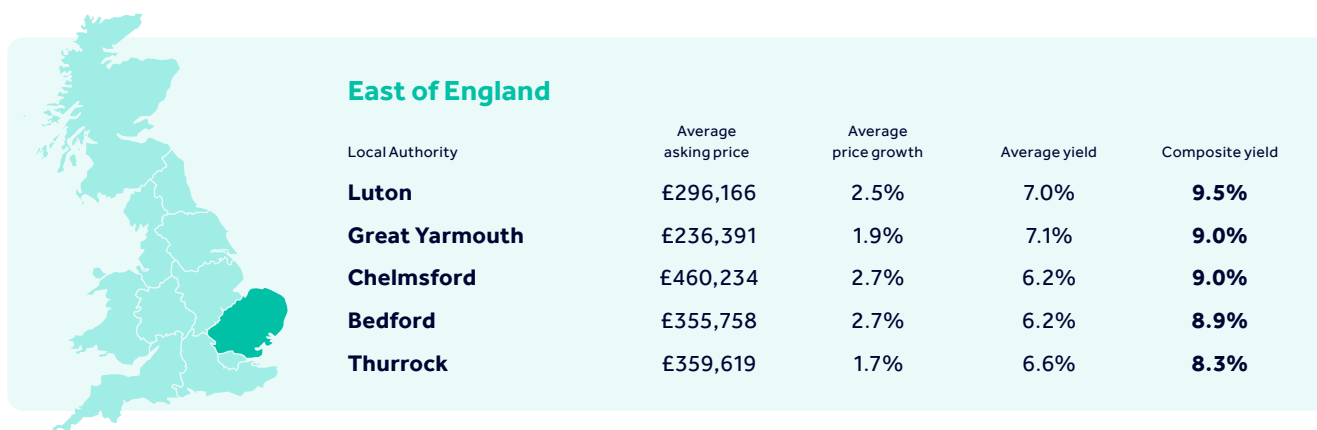 East of England
Average Average
Local Authority asking price price growth Average yield Composite yield
Luton £296,166 2.5% 7.0% 9.5%
Great Yarmouth £236,391 1.9% 7.1% 9.0%
Chelmsford £460,234 2.7% 6.2% 9.0%
Bedford £355,758 2.7% 6.2% 8.9%
Thurrock £359,619 1.7% 6.6% 8.3%